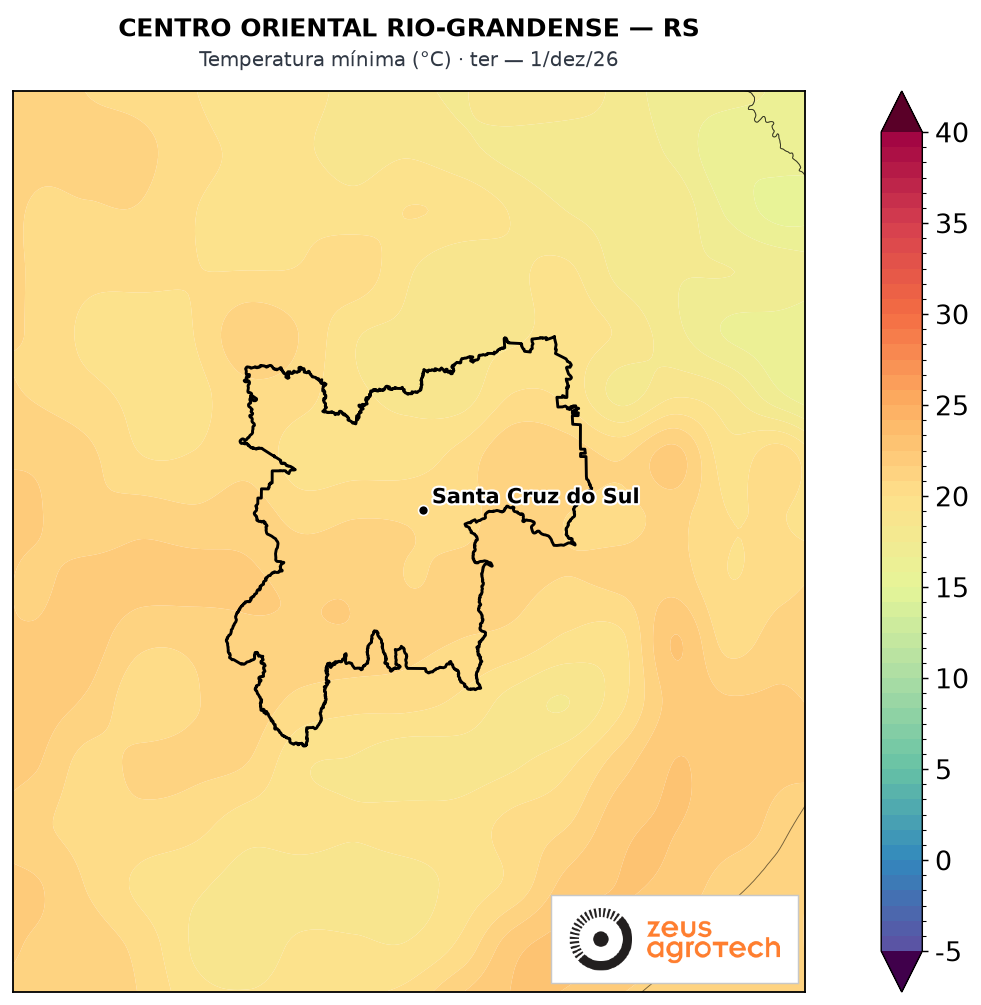 CENTRO ORIENTAL RIO-GRANDENSE — RS
Temperatura mínima (°C) · ter — 1/dez/26
40
35
30
25
20
15
10
5
0
-5
Santa Cruz do Sul
zeus
agrotech